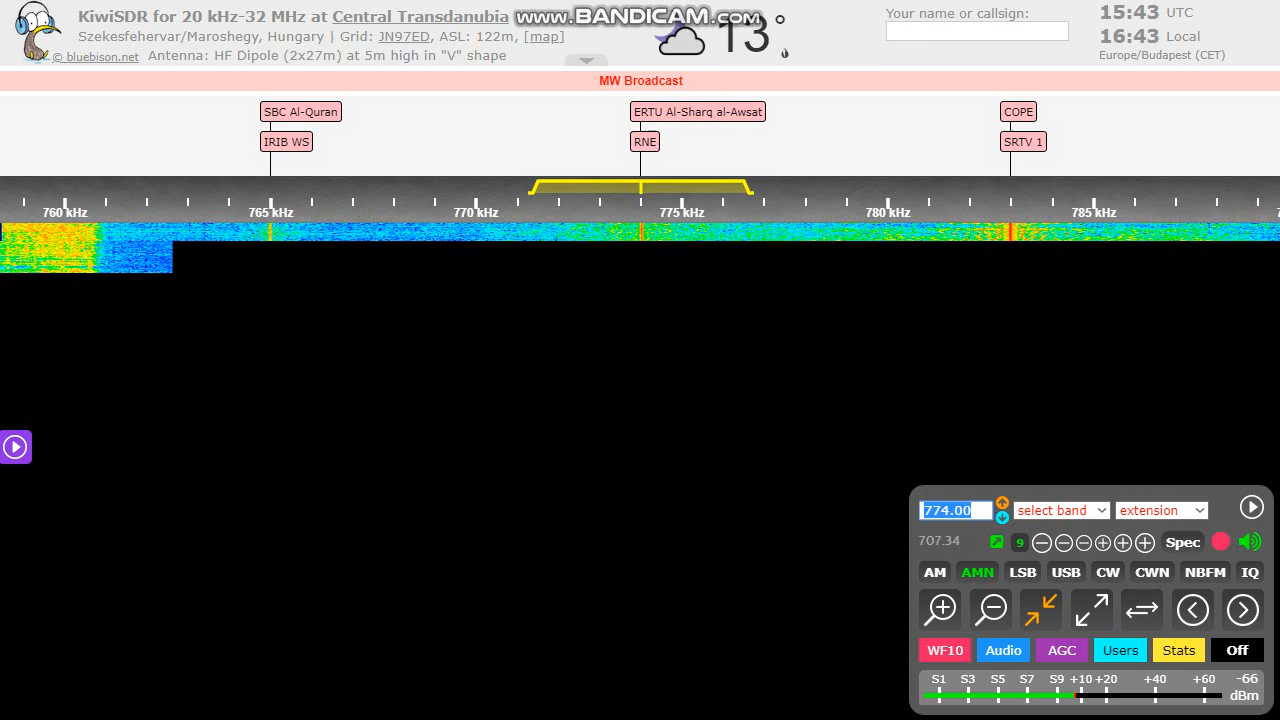 KiwiSDR for 20 kHz-32 MHz at Central Transdanubia
Szekesfehervar/Maroshegy, Hungary | Grid: JN97ED, ASL: 122m, [map]
© bluebison.net Antenna: HF Dipole (2x27m) at 5m high in "V" shape
www.BANDICAM.com
13°
Your name or callsign:
15:43 UTC
16:43 Local
Europe/Budapest (CET)
MW Broadcast
SBC Al-Quran ERTU Al-Sharq al-Awsat COPE
IRIB WS RNE SRTV 1
760 kHz 765 kHz 770 kHz 775 kHz 780 kHz 785 kHz 7
774.00 select band extension
707.34 9 Spec
AM AMN LSB USB CW CWN NBFM IQ
WF10 Audio AGC Users Stats Off
S1 S3 S5 S7 S9 +10 +20 +40 +60 -66
dBm